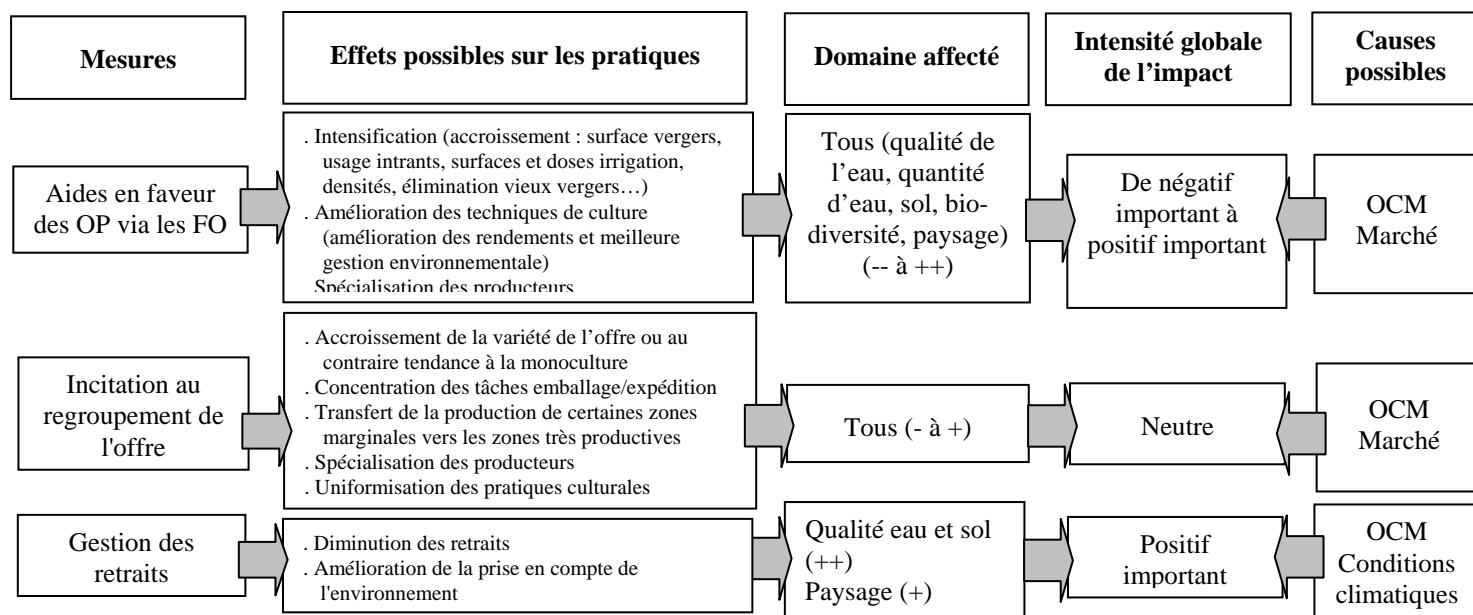 Mesures
Effets possibles sur les pratiques
Domaine affecté
Intensité globale
de l’impact
Causes
possibles
Aides en faveur
des OP via les FO
. Intensification (accroissement : surface vergers,
usage intrants, surfaces et doses irrigation,
densités, élimination vieux vergers…)
. Amélioration des techniques de culture
(amélioration des rendements et meilleure
gestion environnementale)
Spécialisation des producteurs
Tous (qualité de
l’eau, quantité
d’eau, sol, bio-
diversité, paysage)
(-- à ++)
De négatif
important à
positif important
OCM
Marché
Incitation au
regroupement de
l'offre
. Accroissement de la variété de l’offre ou au
contraire tendance à la monoculture
. Concentration des tâches emballage/expédition
. Transfert de la production de certaines zones
marginales vers les zones très productives
. Spécialisation des producteurs
. Uniformisation des pratiques culturales
Tous (- à +)
Neutre
OCM
Marché
Gestion des
retraits
. Diminution des retraits
. Amélioration de la prise en compte de
l'environnement
Qualité eau et sol
(++)
Paysage (+)
Positif
important
OCM
Conditions
climatiques